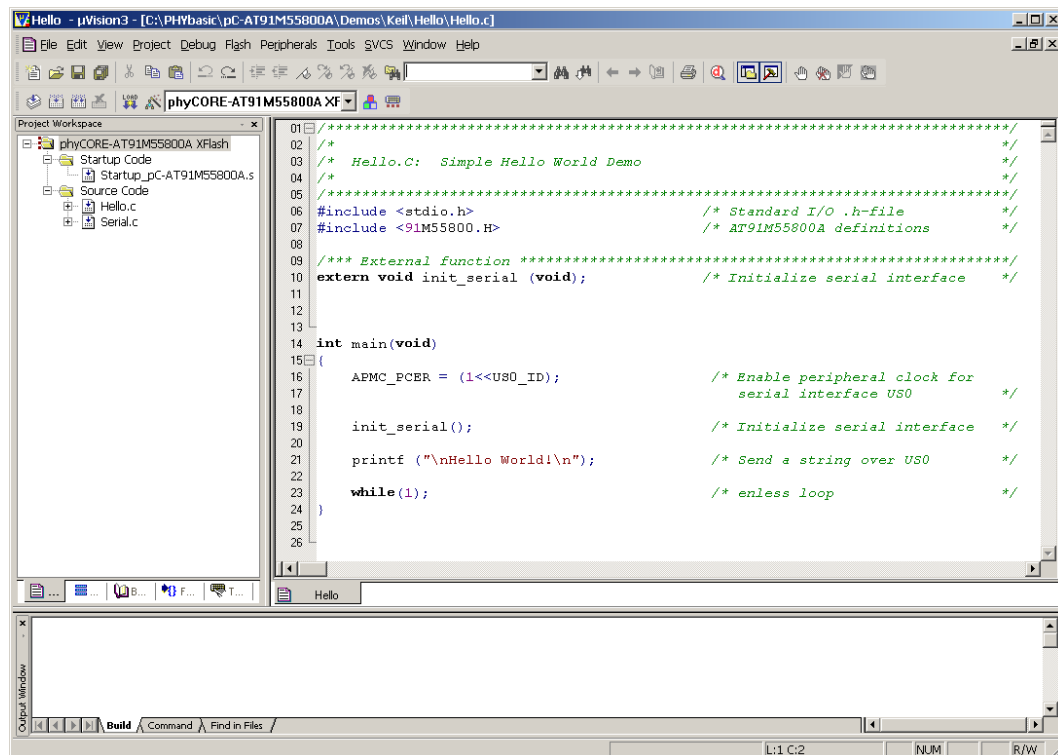 Hello - µVision3 - [C:\PHYbasic\pC-AT91M55800A\Demos\Keil\Hello\Hello.c]
File Edit View Project Debug Flash Peripherals Tools SVCS Window Help
phyCORE-AT91M55800A XF
Project Workspace
phyCORE-AT91M55800A XFlash
Startup Code
Startup_pC-AT91M55800A.s
Source Code
Hello.c
Serial.c
... ... B... F... T...
01 /******************************************************************************/
02 /* */
03 /* Hello.C: Simple Hello World Demo */
04 /* */
05 /******************************************************************************/
06 #include <stdio.h> /* Standard I/O .h-file */
07 #include <91M55800.H> /* AT91M55800A definitions */
08
09 /*** External function ********************************************************/
10 extern void init_serial (void); /* Initialize serial interface */
11
12
13
14 int main(void)
15 {
16 APMC_PCER = (1<<US0_ID); /* Enable peripheral clock for
17 serial interface US0 */
18
19 init_serial(); /* Initialize serial interface */
20
21 printf ("\nHello World!\n"); /* Send a string over US0 */
22
23 while(1); /* enless loop */
24 }
25
26
Hello
Output Window
Build Command Find in Files
L:1 C:2 NUM R/W